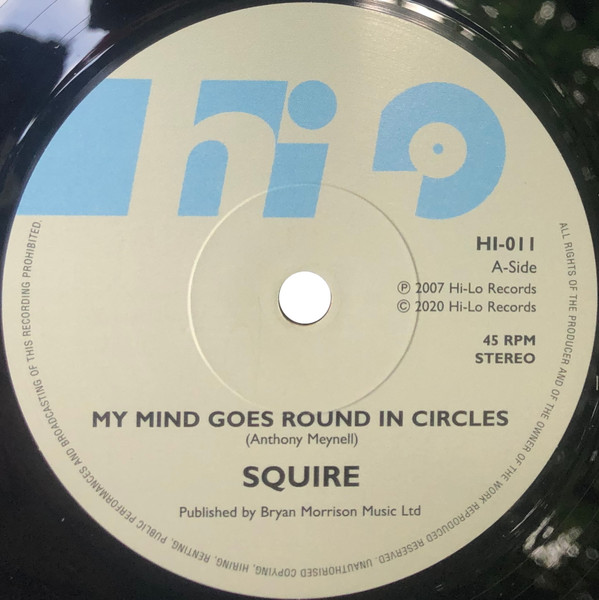 hi
HI-011
A-Side
℗ 2007 Hi-Lo Records
© 2020 Hi-Lo Records
45 RPM
STEREO
MY MIND GOES ROUND IN CIRCLES
(Anthony Meynell)
SQUIRE
Published by Bryan Morrison Music Ltd
ALL RIGHTS OF THE PRODUCER AND OF THE OWNER OF THE WORK REPRODUCED RESERVED. UNAUTHORISED COPYING, HIRING, RENTING, PUBLIC PERFORMANCES AND BROADCASTING OF THIS RECORDING PROHIBITED.